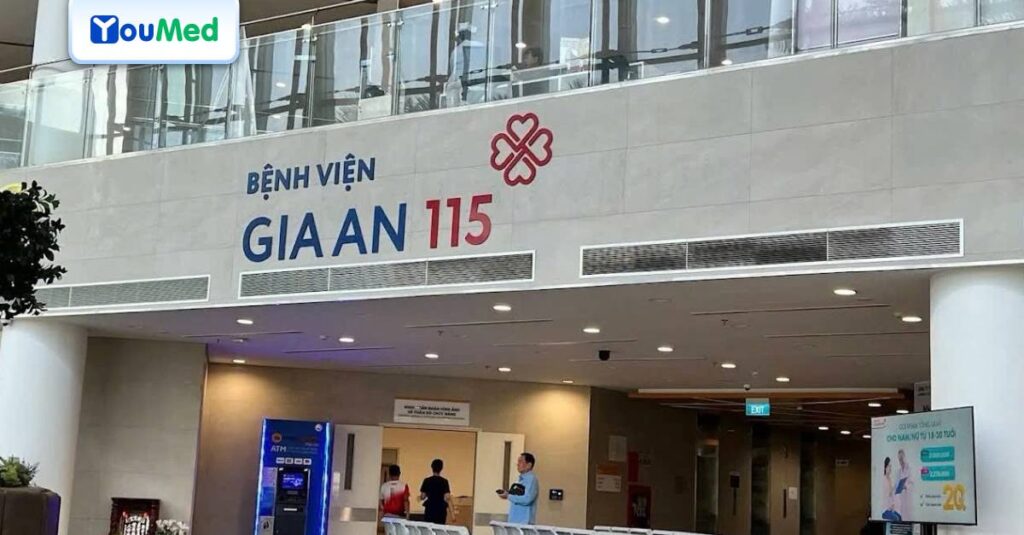 YouMed
BỆNH VIỆN
GIA AN 115
ATM
EXIT
CHO NAM/NỮ TỪ 18-30 TUỔI